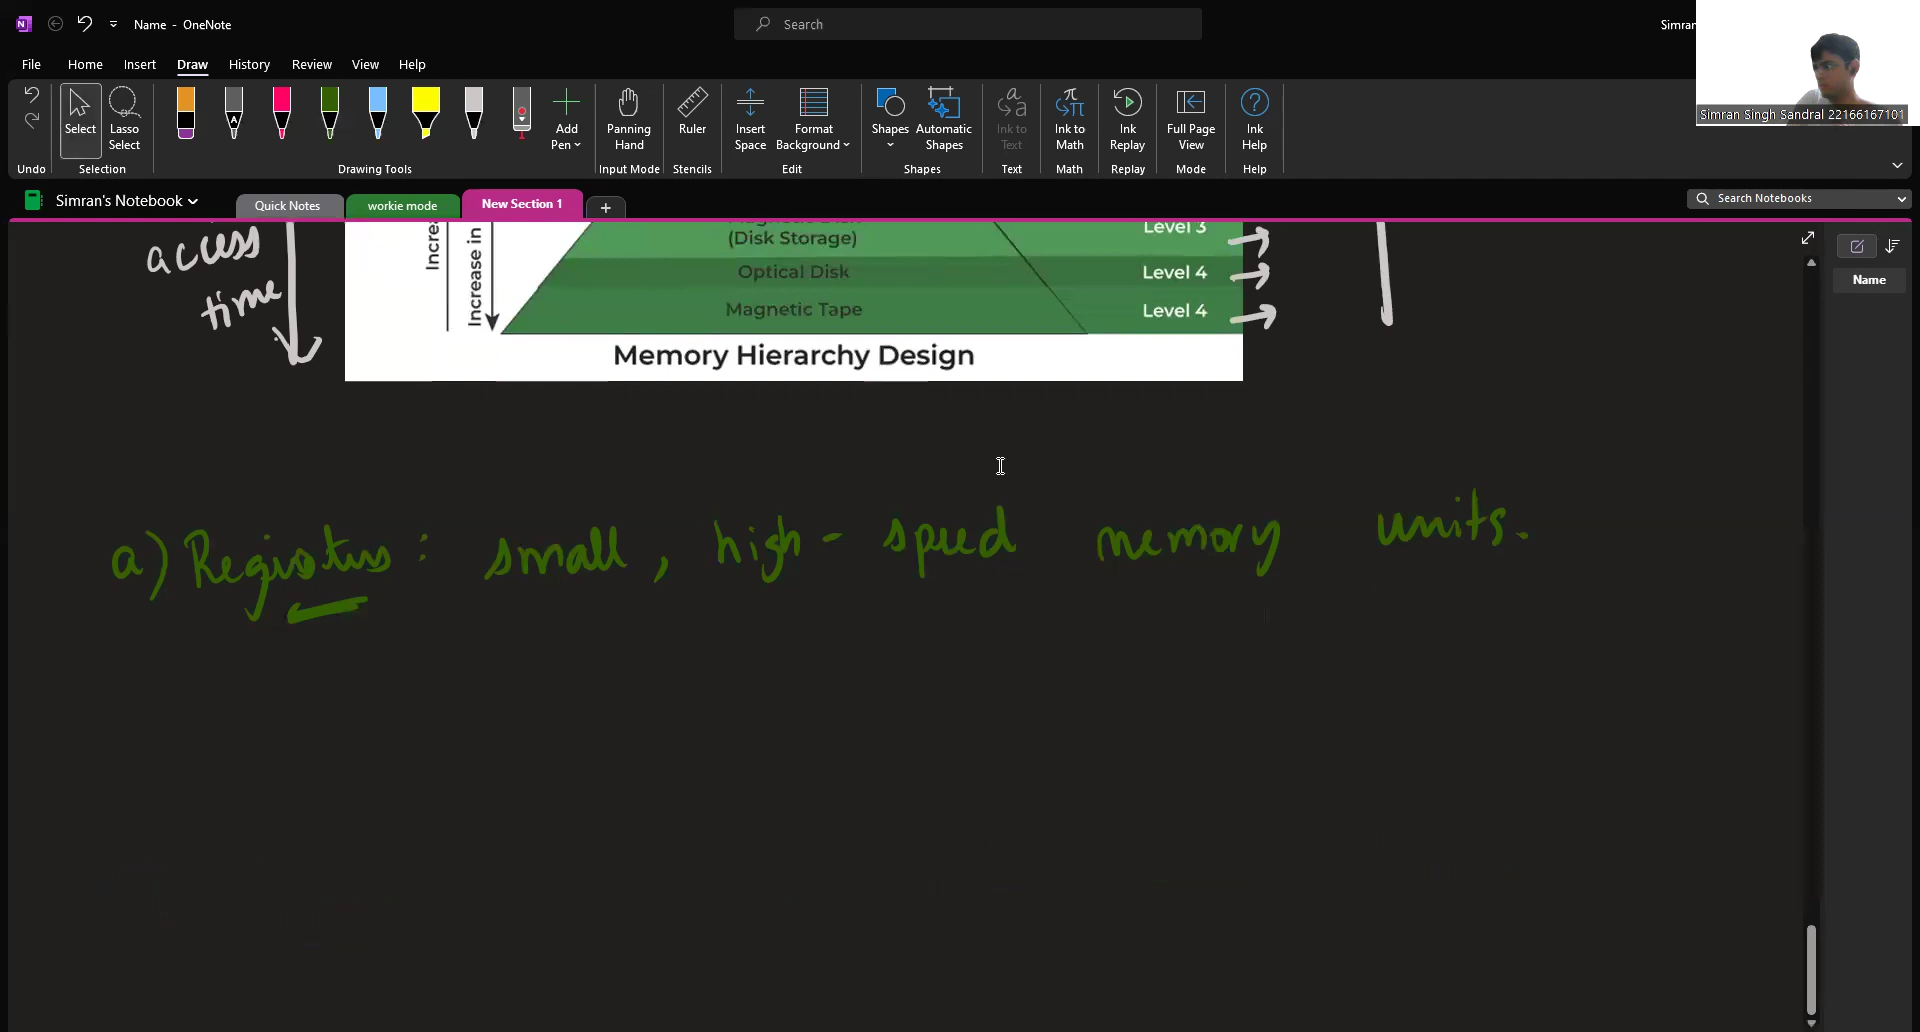 Name - OneNote
Search
Simran
File Home Insert Draw History Review View Help
Select
Lasso Select
Add Pen
Panning Hand
Ruler
Insert Space
Format Background
Shapes
Automatic Shapes
Ink to Text
Ink to Math
Ink Replay
Full Page View
Ink Help
Undo Selection Drawing Tools Input Mode Stencils Edit Shapes Text Math Replay Mode Help
Simran Singh Sandral 22166167101
Simran's Notebook
Quick Notes
workie mode
New Section 1
Search Notebooks
Name
access
time
Increase in
(Disk Storage) Level 3
Optical Disk Level 4
Magnetic Tape Level 4
Memory Hierarchy Design
a) Registers : small , high - speed memory units.